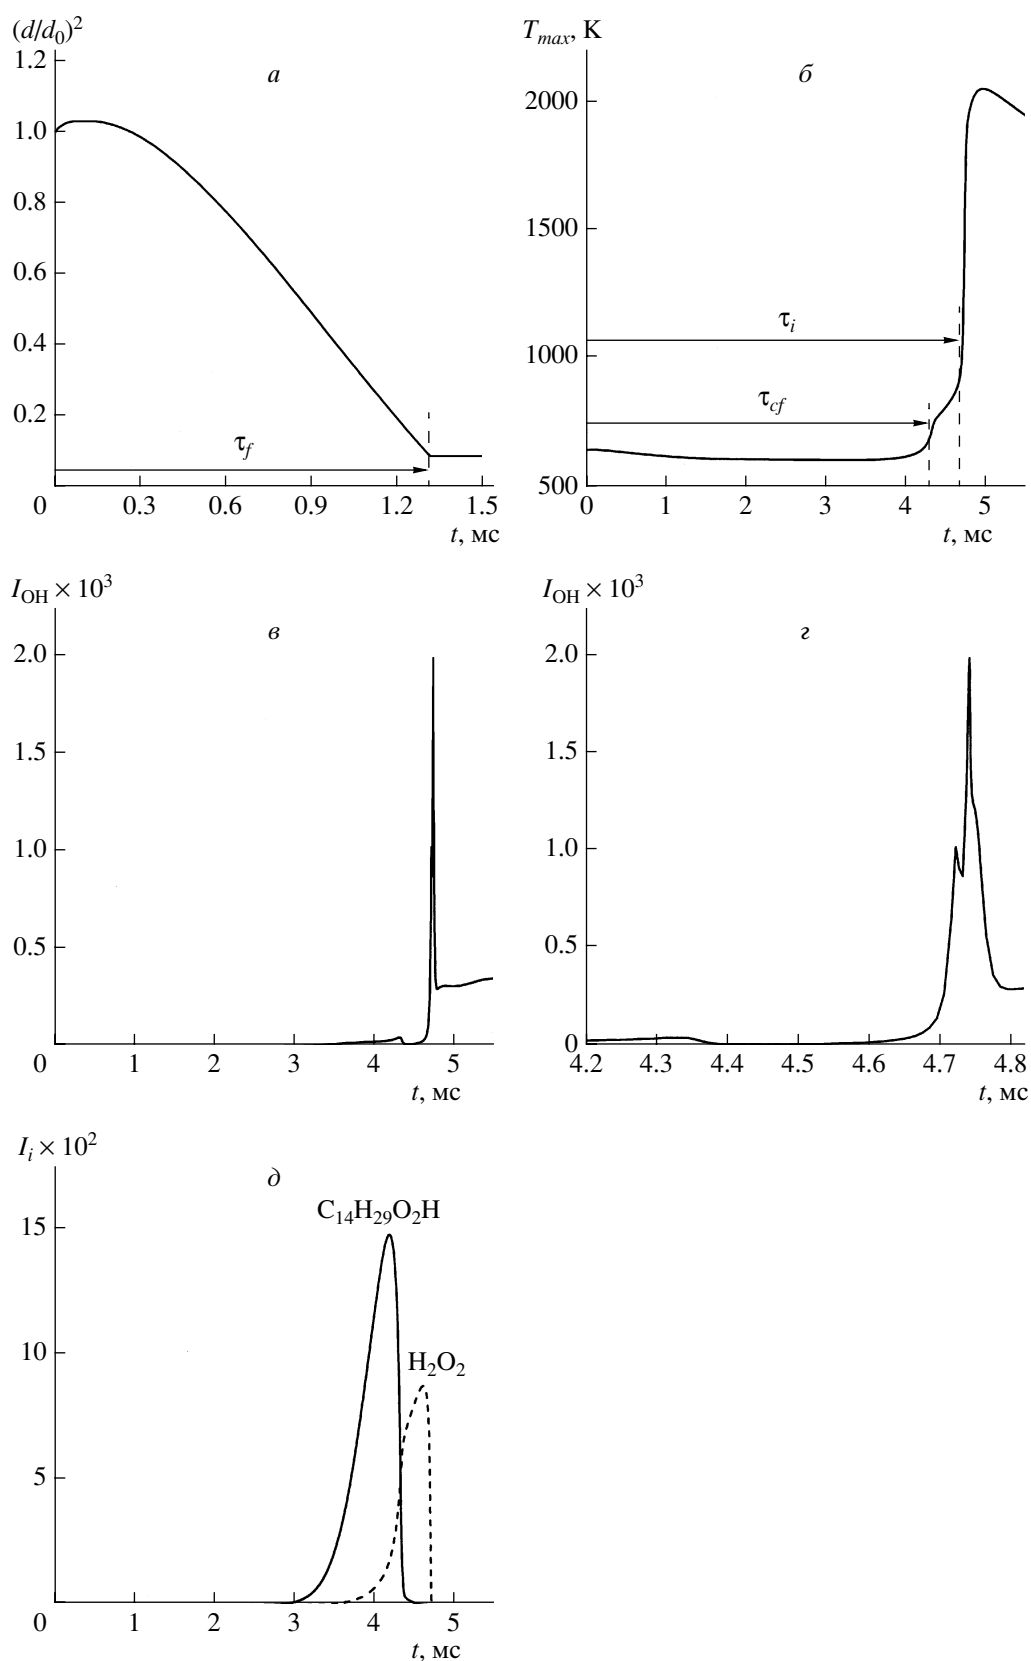 (d/d₀)²
а
1.2
1.0
0.8
0.6
0.4
0.2
τf
0
0.3
0.6
0.9
1.2
1.5
t, мс
Tmax, K
б
2000
1500
1000
500
τi
τcf
0
1
2
3
4
5
t, мс
I_OH × 10³
в
2.0
1.5
1.0
0.5
0
1
2
3
4
5
t, мс
I_OH × 10³
г
2.0
1.5
1.0
0.5
0
4.2
4.3
4.4
4.5
4.6
4.7
4.8
t, мс
Iᵢ × 10²
д
C₁₄H₂₉O₂H
15
10
H₂O₂
5
0
1
2
3
4
5
t, мс